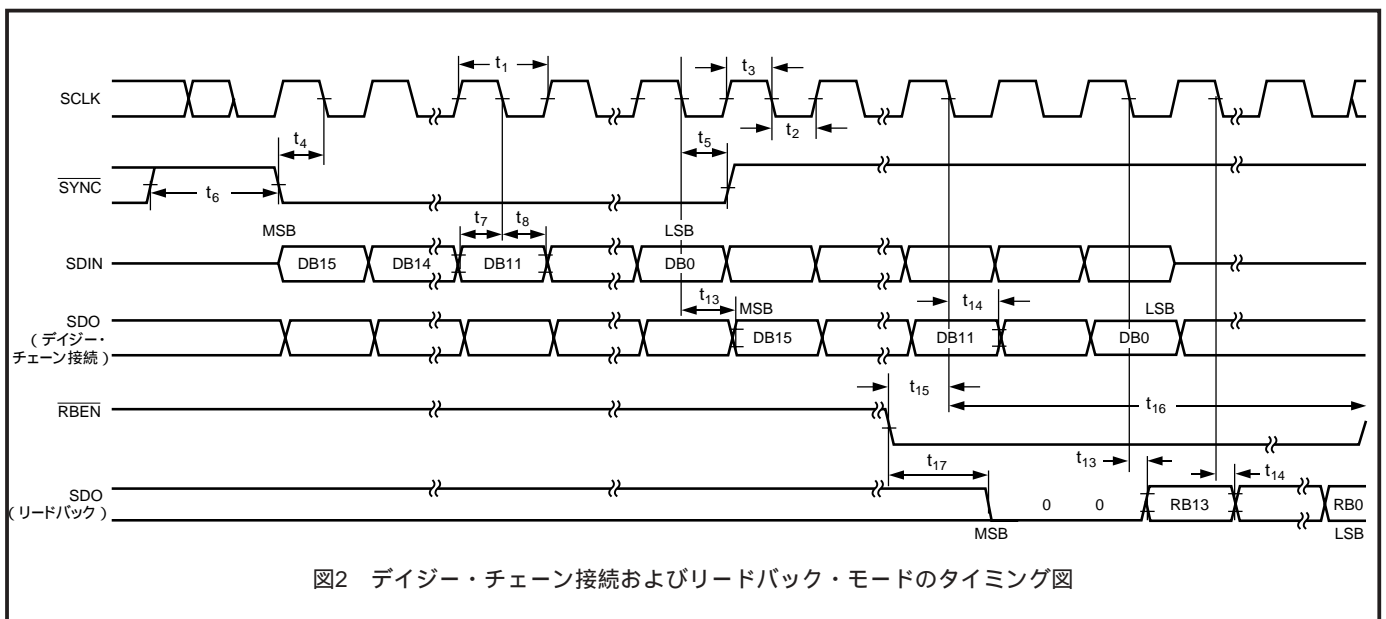 SCLK
t1
t3
t2
t4
t5
SYNC
t6
MSB
t7
t8
LSB
SDIN
DB15
DB14
DB11
DB0
t13
MSB
t14
LSB
SDO
(デイジー・
チェーン接続)
DB15
DB11
DB0
RBEN
t15
t16
t17
t13
t14
SDO
(リードバック)
0
0
RB13
RB0
MSB
LSB
図2 デイジー・チェーン接続およびリードバック・モードのタイミング図